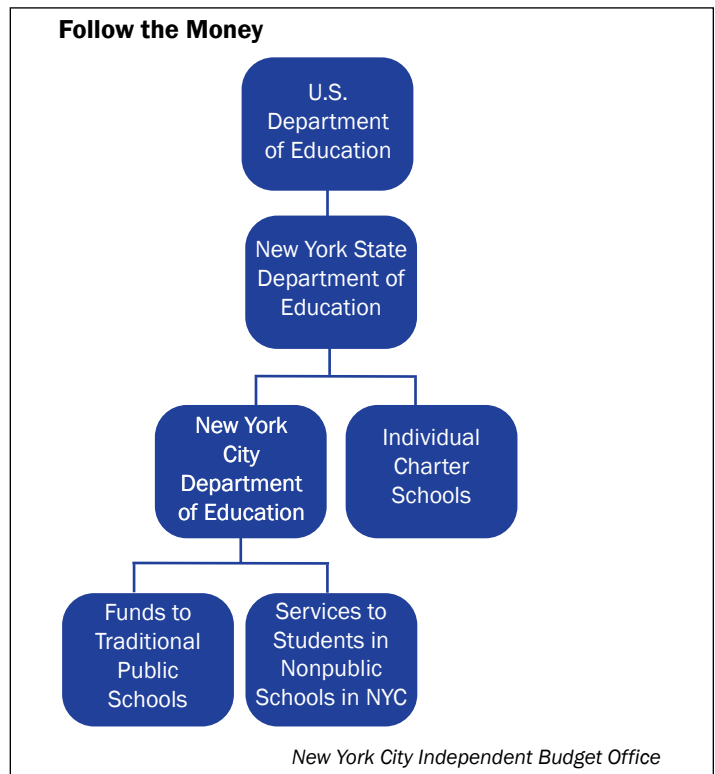 Follow the Money
U.S.
Department
of Education
New York State
Department of
Education
New York
City
Department
of Education
Individual
Charter
Schools
Funds to
Traditional
Public
Schools
Services to
Students in
Nonpublic
Schools in NYC
New York City Independent Budget Office